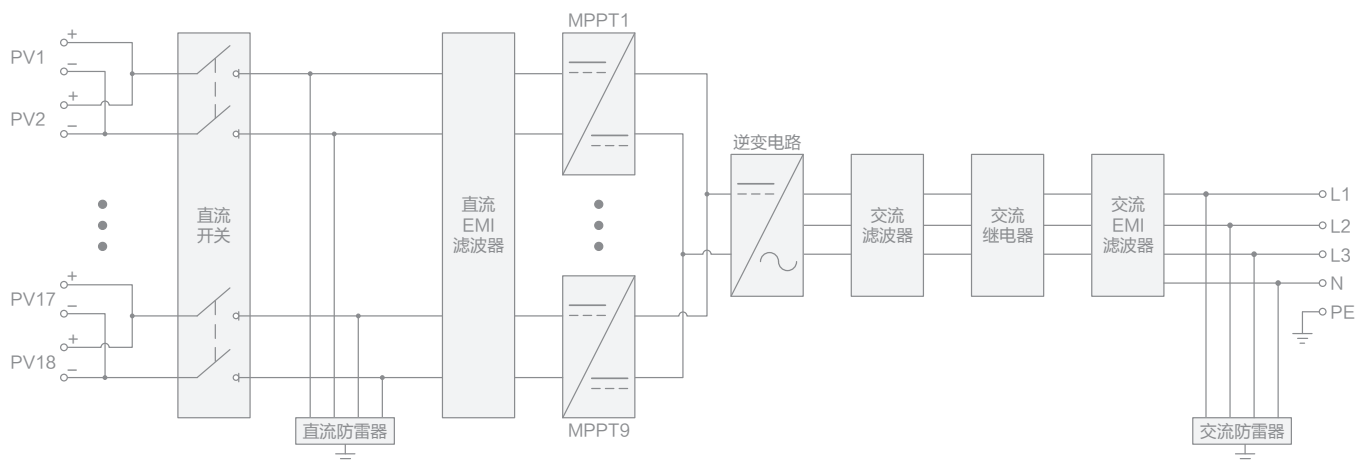 MPPT1
+
PV1
−
+
PV2
−
逆变电路
直流
开关
直流
EMI
滤波器
交流
滤波器
交流
继电器
交流
EMI
滤波器
L1
L2
L3
N
PE
+
PV17
−
+
PV18
−
直流防雷器
MPPT9
交流防雷器